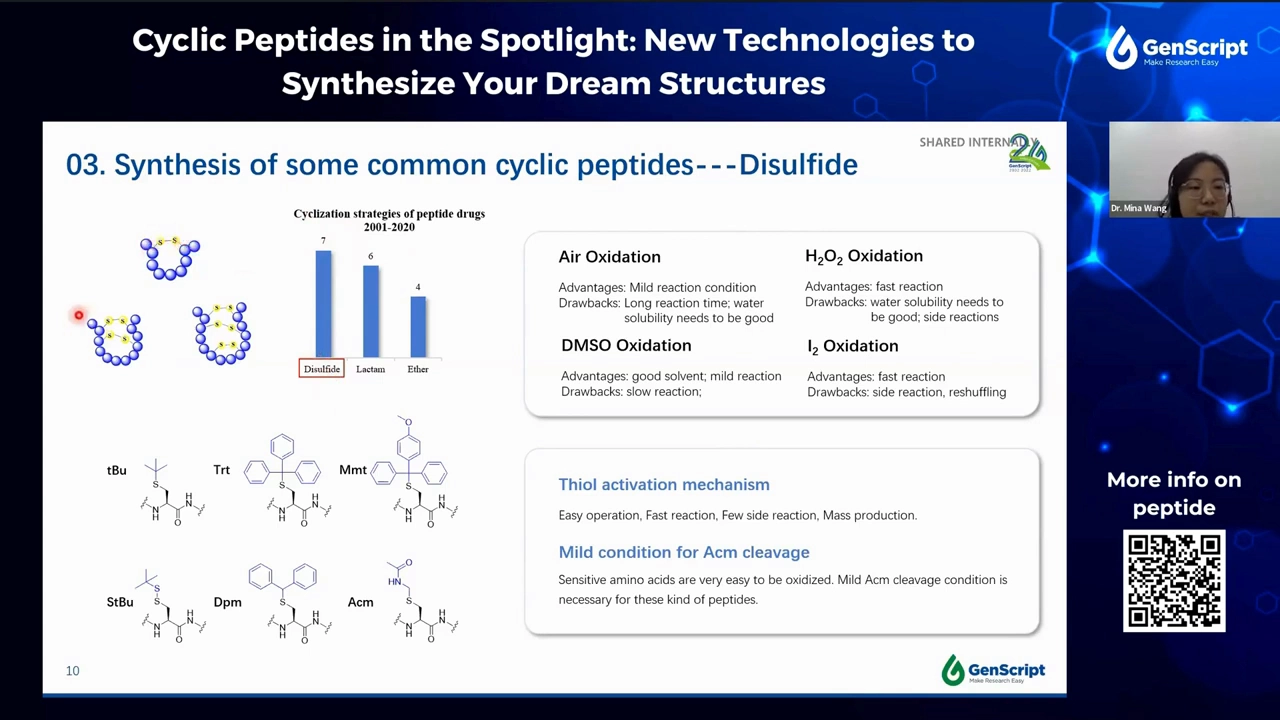 Cyclic Peptides in the Spotlight: New Technologies to
Synthesize Your Dream Structures
GenScript
Make Research Easy
SHARED INTERNALLY
03. Synthesis of some common cyclic peptides---Disulfide
Dr. Mina Wang
Cyclization strategies of peptide drugs
2001-2020
7
6
4
Disulfide
Lactam
Ether
S S
S S
S S
S S
S S
S S
Air Oxidation
Advantages: Mild reaction condition
Drawbacks: Long reaction time; water
solubility needs to be good
H₂O₂ Oxidation
Advantages: fast reaction
Drawbacks: water solubility needs to
be good; side reactions
DMSO Oxidation
Advantages: good solvent; mild reaction
Drawbacks: slow reaction;
I₂ Oxidation
Advantages: fast reaction
Drawbacks: side reaction, reshuffling
tBu
S
N
H
H
N
O
Trt
S
N
H
H
N
O
Mmt
O
S
N
H
H
N
O
StBu
S
S
N
H
H
N
O
Dpm
S
N
H
H
N
O
Acm
O
HN
S
N
H
H
N
O
Thiol activation mechanism
Easy operation, Fast reaction, Few side reaction, Mass production.
Mild condition for Acm cleavage
Sensitive amino acids are very easy to be oxidized. Mild Acm cleavage condition is
necessary for these kind of peptides.
More info on
peptide
10
GenScript
Make Research Easy